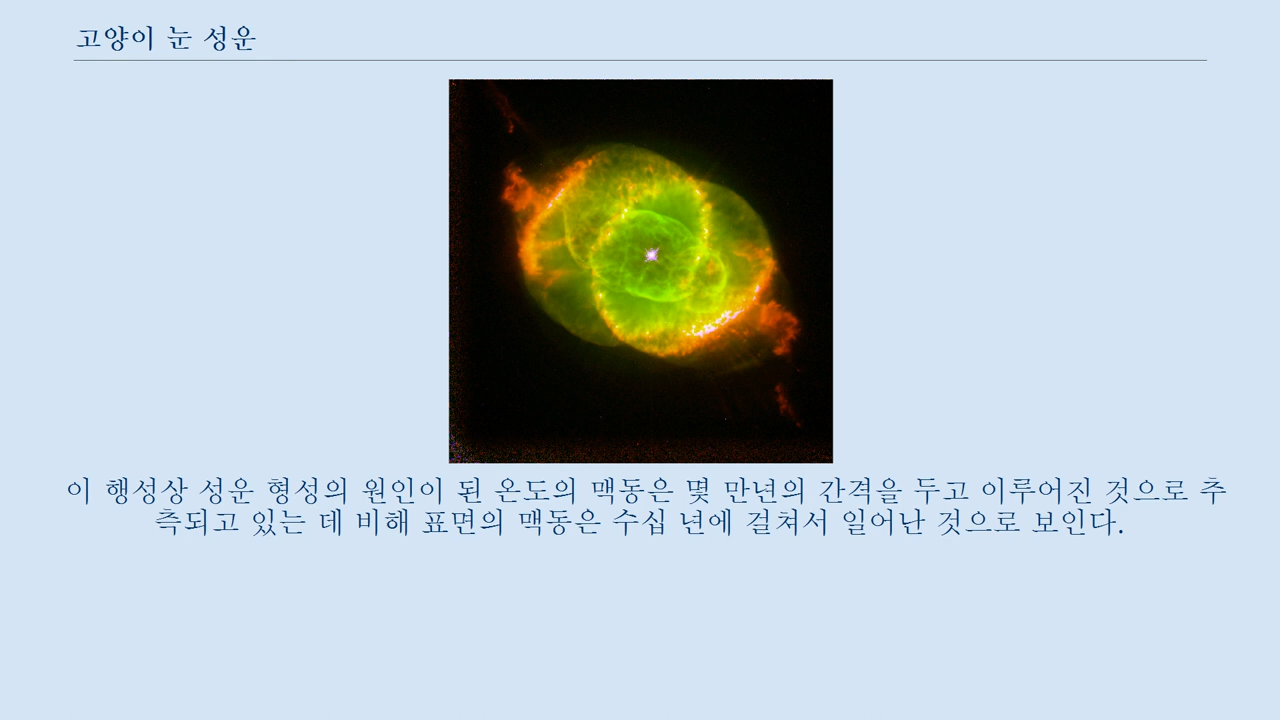 고양이 눈 성운
이 행성상 성운 형성의 원인이 된 온도의 맥동은 몇 만년의 간격을 두고 이루어진 것으로 추
측되고 있는 데 비해 표면의 맥동은 수십 년에 걸쳐서 일어난 것으로 보인다.